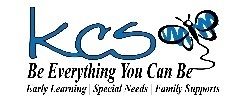 KCS
Be Everything You Can Be
Early Learning | Special Needs | Family Supports